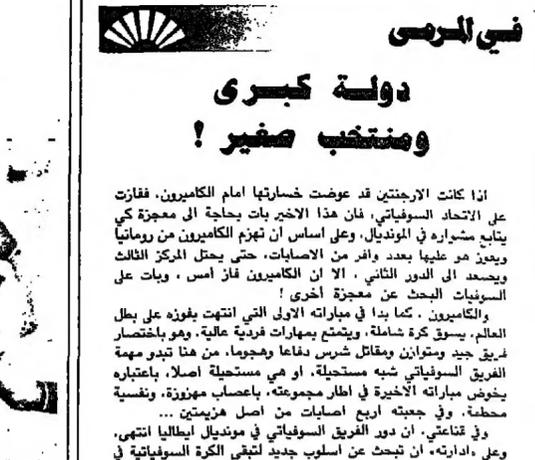 في المرمى
دولة كبرى
ومنتخب صغير !
اذا كانت الارجنتين قد عوضت خسارتها امام الكاميرون، ففازت
على الاتحاد السوفياتي، فان هذا الاخير بات بحاجة الى معجزة كي
يتابع مشواره في المونديال، وعلى اساس ان تهزم الكاميرون من رومانيا
ويفوز هو عليها بعدد وافر من الاصابات، حتى يحتل المركز الثالث
ويصعد الى الدور الثاني ، الا ان الكاميرون فاز امس ، وبات على
السوفيات البحث عن معجزة أخرى !
والكاميرون ، كما بدا في مباراته الاولى التي انتهت بفوزه على بطل
العالم، يسوق كرة شاملة، ويتمتع بمهارات فردية عالية، وهو باختصار
فريق جيد ومتوازن ومقاتل شرس دفاعا وهجوما، من هنا تبدو مهمة
الفريق السوفياتي شبه مستحيلة، او هي مستحيلة اصلا، باعتباره
يخوض مباراته الاخيرة في اطار مجموعته، باعصاب مهزوزة، ونفسية
محطمة، وفي جعبته اربع اصابات من اصل هزيمتين ...
وفي قناعتي، ان دور الفريق السوفياتي في مونديال ايطاليا انتهى،
وعلى «ادارته» ان تبحث عن اسلوب جديد لتبقى الكرة السوفياتية في